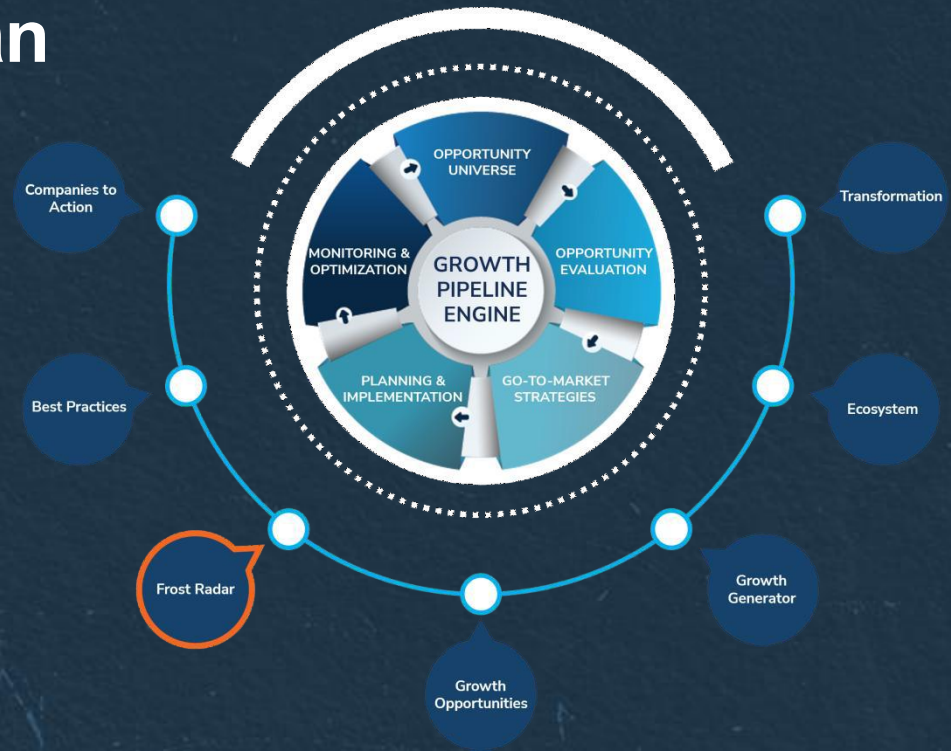 OPPORTUNITY
UNIVERSE
OPPORTUNITY
EVALUATION
GO-TO-MARKET
STRATEGIES
PLANNING &
IMPLEMENTATION
MONITORING &
OPTIMIZATION
GROWTH
PIPELINE
ENGINE
Companies to
Action
Best Practices
Frost Radar
Growth
Opportunities
Growth
Generator
Ecosystem
Transformation